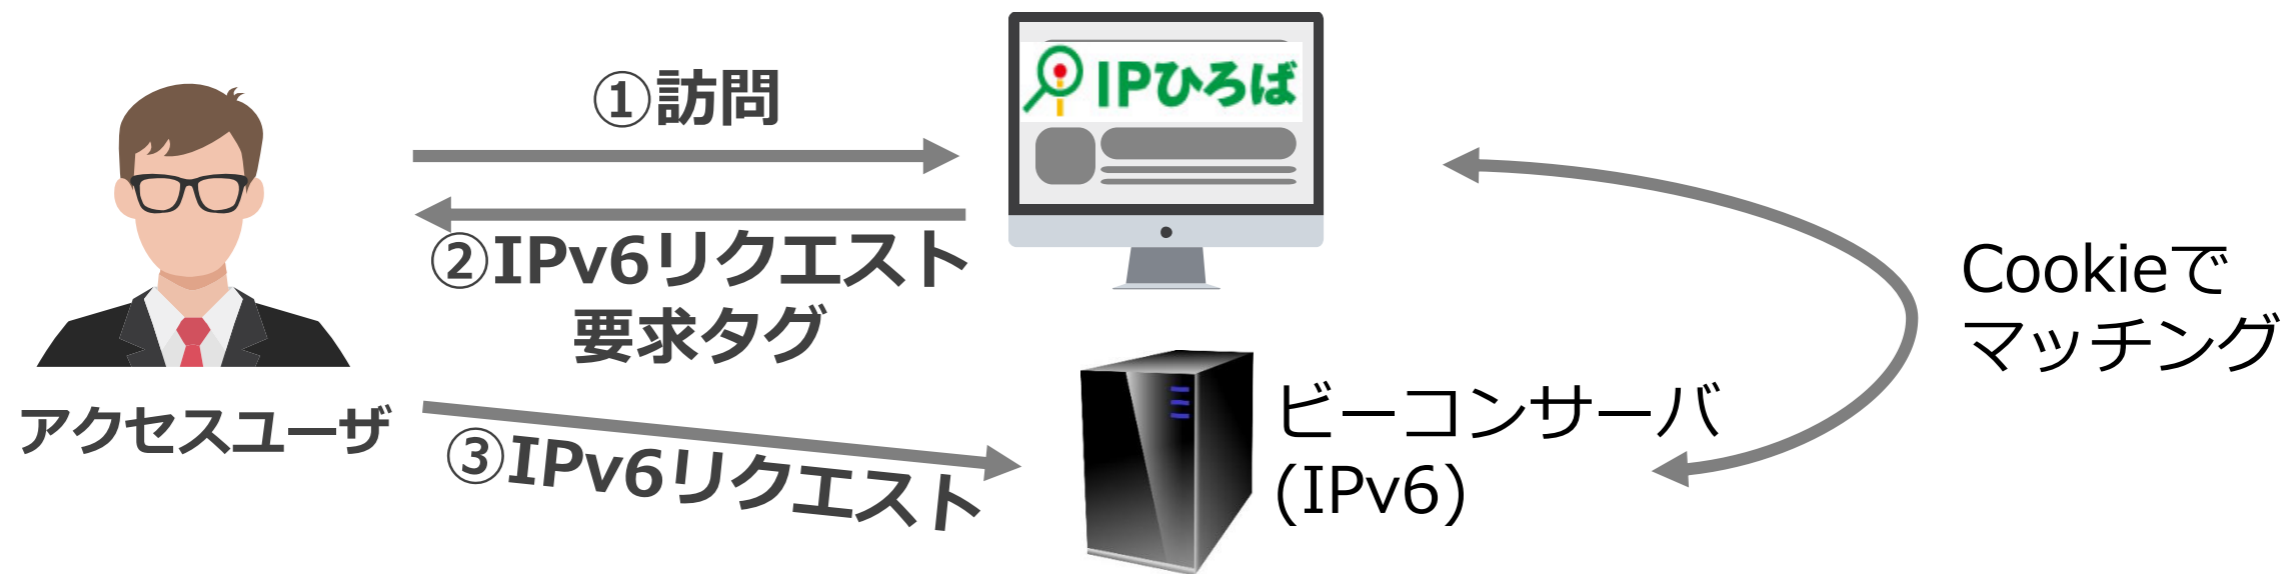 ①訪問
IPひろば
②IPv6リクエスト
要求タグ
アクセスユーザ
③IPv6リクエスト
ビーコンサーバ
(IPv6)
Cookieで
マッチング